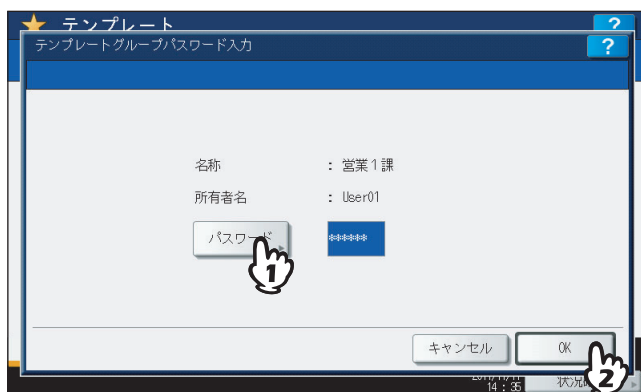 テンプレート
?
テンプレートグループパスワード入力
?
名称 : 営業1課
所有者名 : User01
パスワード ******
1
キャンセル OK
2
14:35